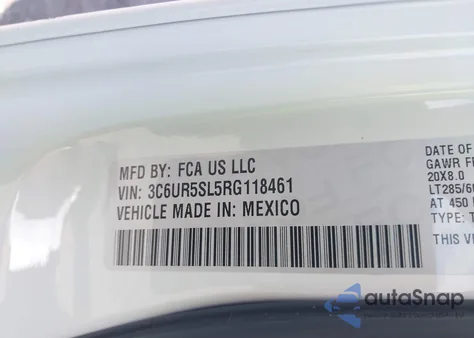 MFD BY: FCA US LLC
VIN: 3C6UR5SL5RG118461
VEHICLE MADE IN: MEXICO
DATE OF
GAWR F
20X8.0
LT285/6
AT 450
TYPE: T
THIS V
autoSnap